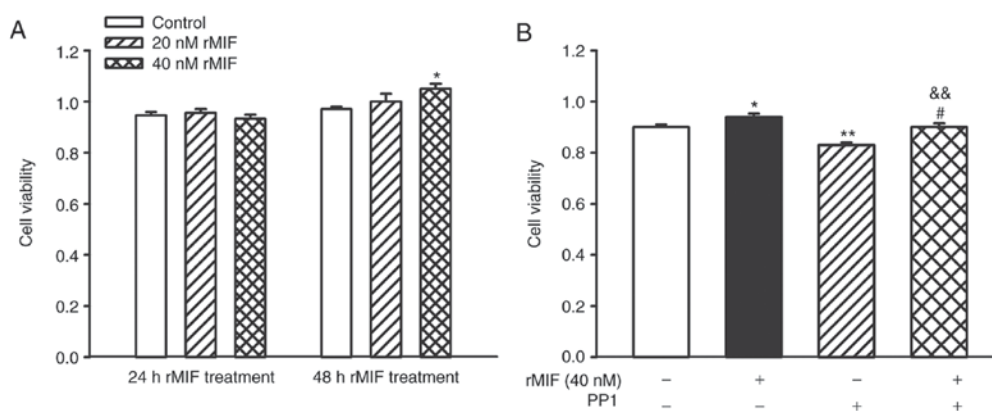 A
Control
20 nM rMIF
40 nM rMIF
Cell viability
1.2
1.0
0.8
0.6
0.4
0.2
0.0
*
24 h rMIF treatment
48 h rMIF treatment
B
Cell viability
1.2
1.0
0.8
0.6
0.4
0.2
0.0
*
**
&&
#
rMIF (40 nM) – + – +
PP1 – – + +